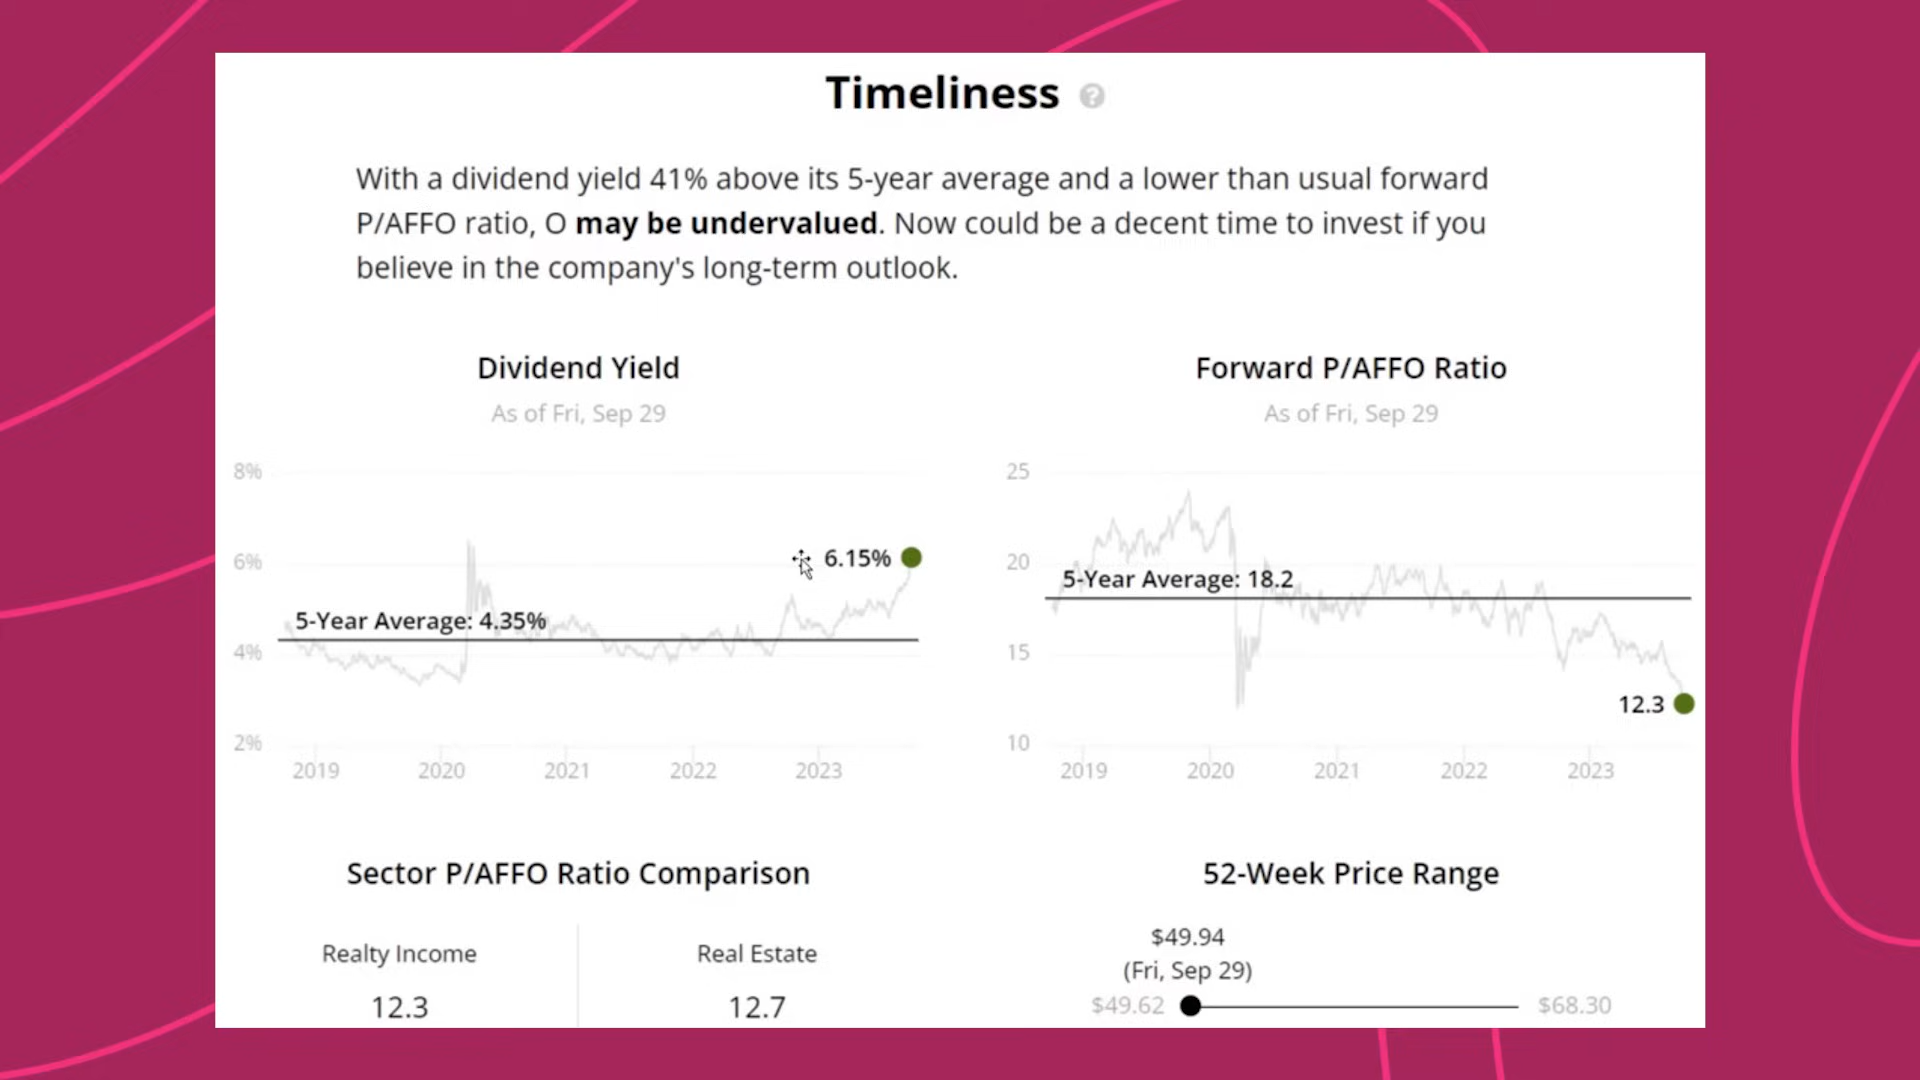 Timeliness ?
With a dividend yield 41% above its 5-year average and a lower than usual forward
P/AFFO ratio, O may be undervalued. Now could be a decent time to invest if you
believe in the company's long-term outlook.
Dividend Yield
As of Fri, Sep 29
8%
6%
4%
2%
6.15%
5-Year Average: 4.35%
2019 2020 2021 2022 2023
Forward P/AFFO Ratio
As of Fri, Sep 29
25
20
15
10
5-Year Average: 18.2
12.3
2019 2020 2021 2022 2023
Sector P/AFFO Ratio Comparison
Realty Income
12.3
Real Estate
12.7
52-Week Price Range
$49.94
(Fri, Sep 29)
$49.62 $68.30